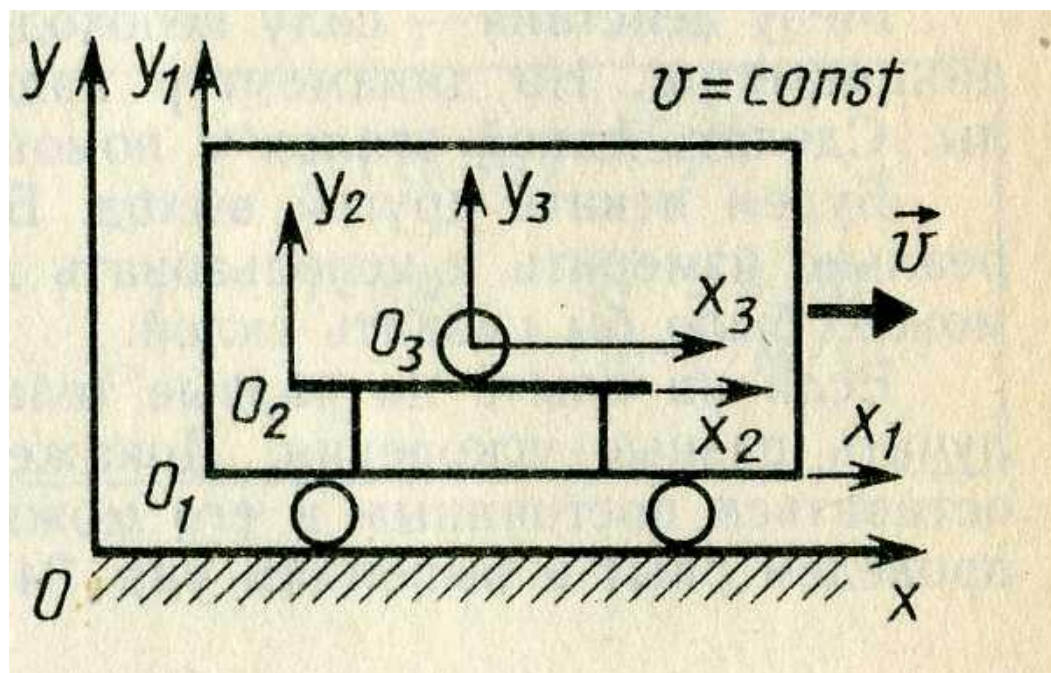 y y₁ v = const
y₂ y₃
v⃗
x₃
O₃
O₂
x₂ x₁
O₁
O x